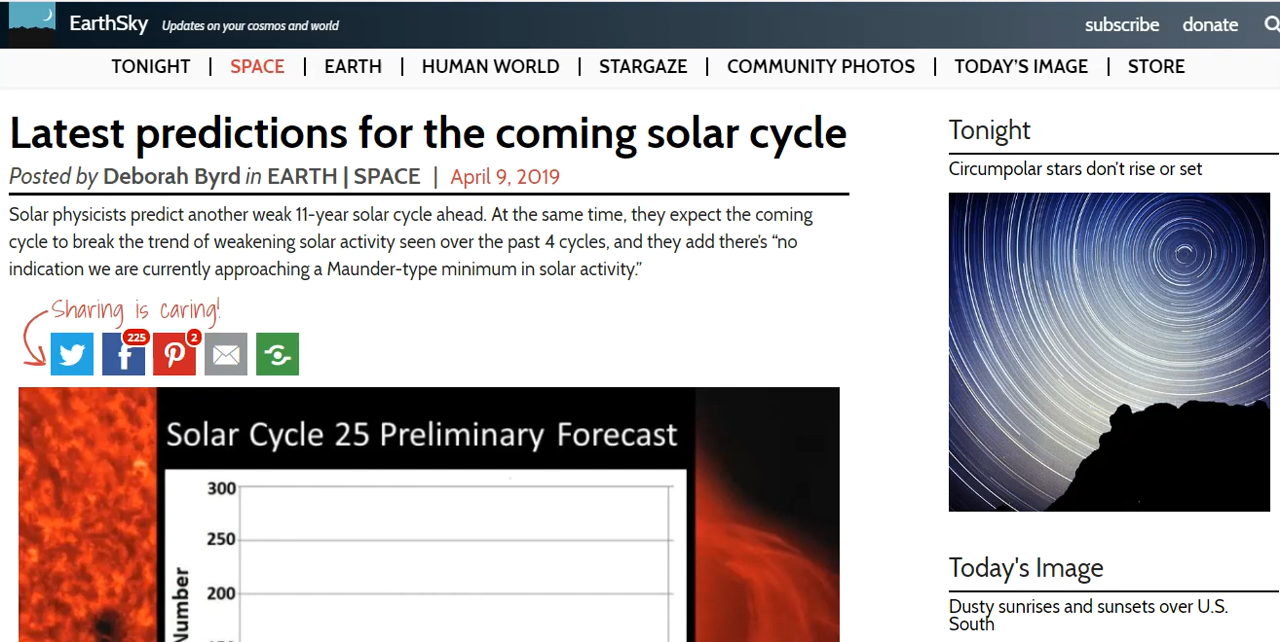 EarthSky Updates on your cosmos and world
subscribe donate
TONIGHT | SPACE | EARTH | HUMAN WORLD | STARGAZE | COMMUNITY PHOTOS | TODAY'S IMAGE | STORE
Latest predictions for the coming solar cycle
Posted by Deborah Byrd in EARTH | SPACE | April 9, 2019
Solar physicists predict another weak 11-year solar cycle ahead. At the same time, they expect the coming
cycle to break the trend of weakening solar activity seen over the past 4 cycles, and they add there's “no
indication we are currently approaching a Maunder-type minimum in solar activity.”
Sharing is caring!
225
2
Solar Cycle 25 Preliminary Forecast
300
250
200
Number
Tonight
Circumpolar stars don't rise or set
Today's Image
Dusty sunrises and sunsets over U.S.
South